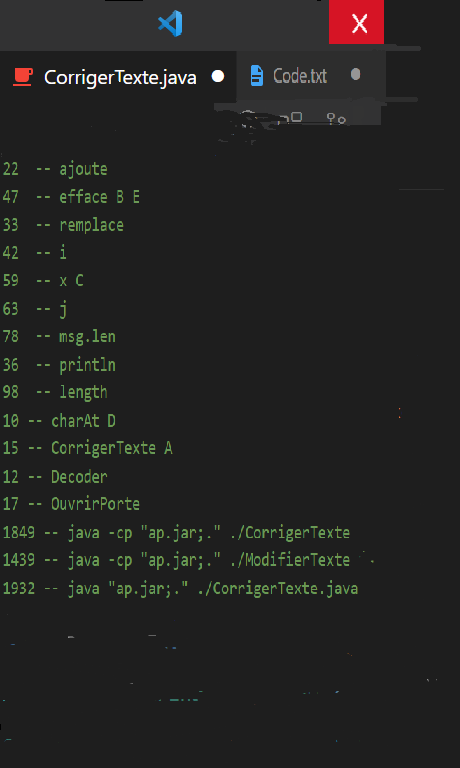 X
CorrigerTexte.java Code.txt
22 -- ajoute
47 -- efface B E
33 -- remplace
42 -- i
59 -- x C
63 -- j
78 -- msg.len
36 -- println
98 -- length
10 -- charAt D
15 -- CorrigerTexte A
12 -- Decoder
17 -- OuvrirPorte
1849 -- java -cp "ap.jar;." ./CorrigerTexte
1439 -- java -cp "ap.jar;." ./ModifierTexte
1932 -- java "ap.jar;." ./CorrigerTexte.java